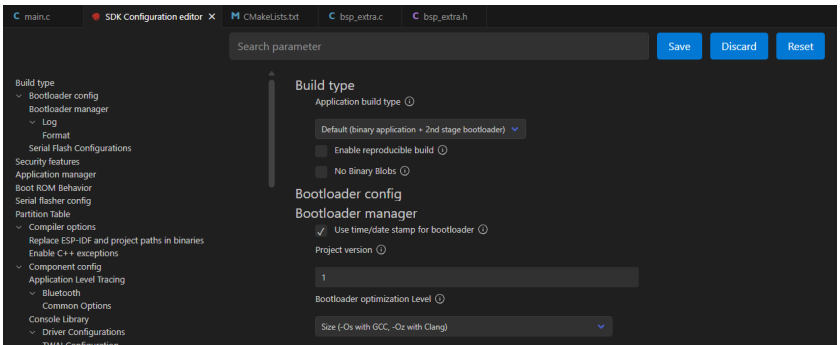 main.c
SDK Configuration editor
CMakeLists.txt
bsp_extra.c
bsp_extra.h
Search parameter
Save
Discard
Reset
Build type
Bootloader config
Bootloader manager
Log
Format
Serial Flash Configurations
Security features
Application manager
Boot ROM Behavior
Serial flasher config
Partition Table
Compiler options
Replace ESP-IDF and project paths in binaries
Enable C++ exceptions
Component config
Application Level Tracing
Bluetooth
Common Options
Console Library
Driver Configurations
TWAI Configuration
Build type
Application build type
Default (binary application + 2nd stage bootloader)
Enable reproducible build
No Binary Blobs
Bootloader config
Bootloader manager
Use time/date stamp for bootloader
Project version
1
Bootloader optimization Level
Size (-Os with GCC, -Oz with Clang)